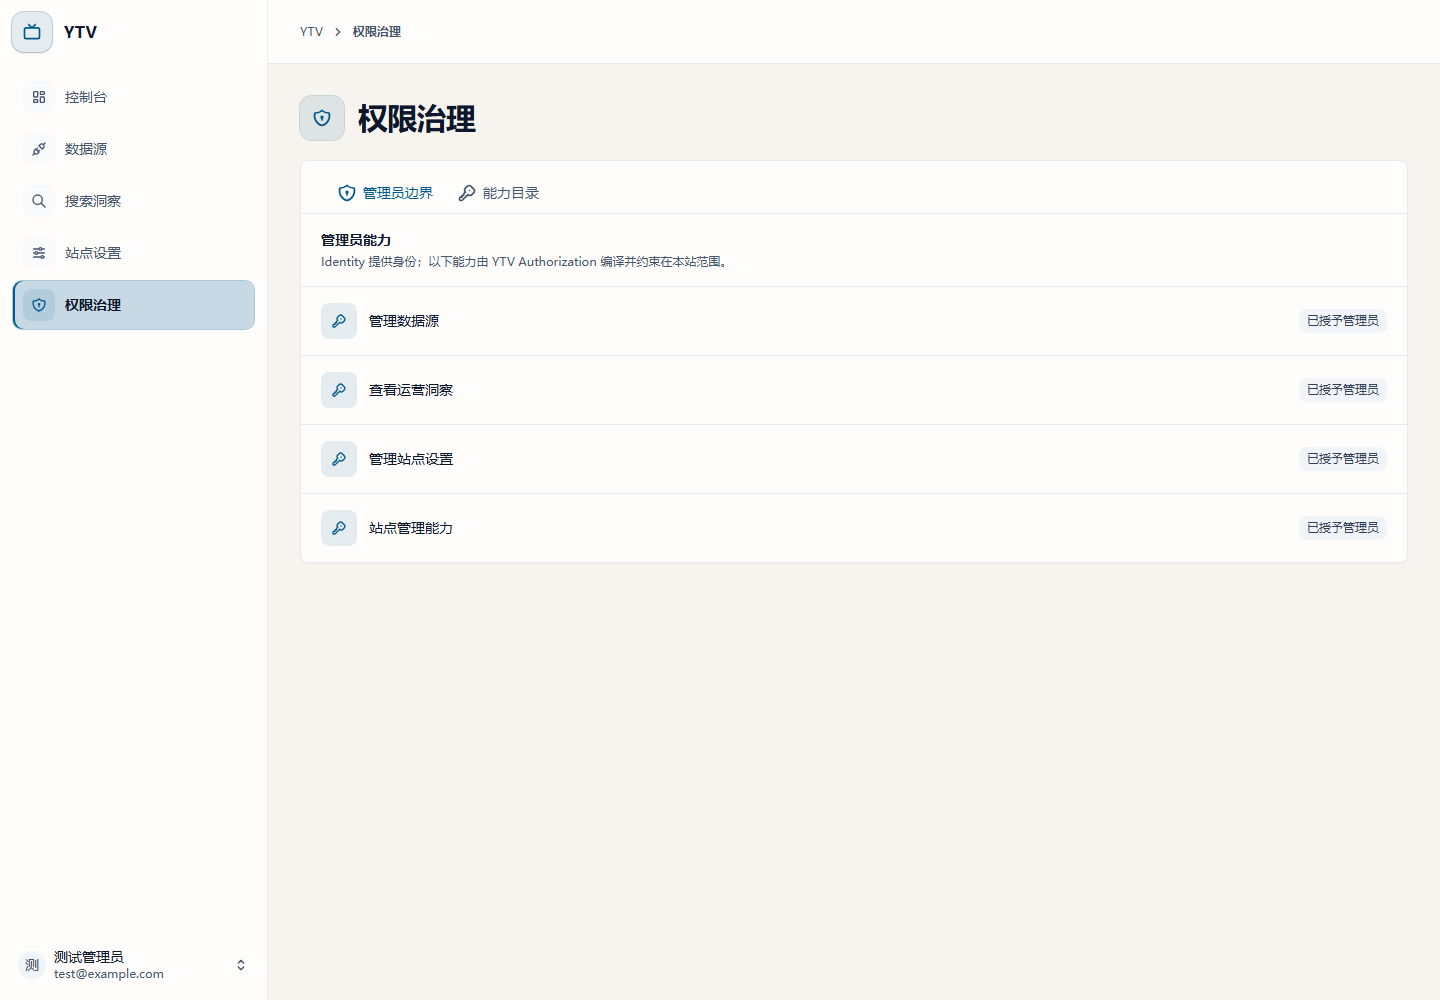 YTV
控制台
数据源
搜索洞察
站点设置
权限治理
测
测试管理员
test@example.com
YTV > 权限治理
权限治理
管理员边界 能力目录
管理员能力
Identity 提供身份；以下能力由 YTV Authorization 编译并约束在本站范围。
管理数据源 已授予管理员
查看运营洞察 已授予管理员
管理站点设置 已授予管理员
站点管理能力 已授予管理员